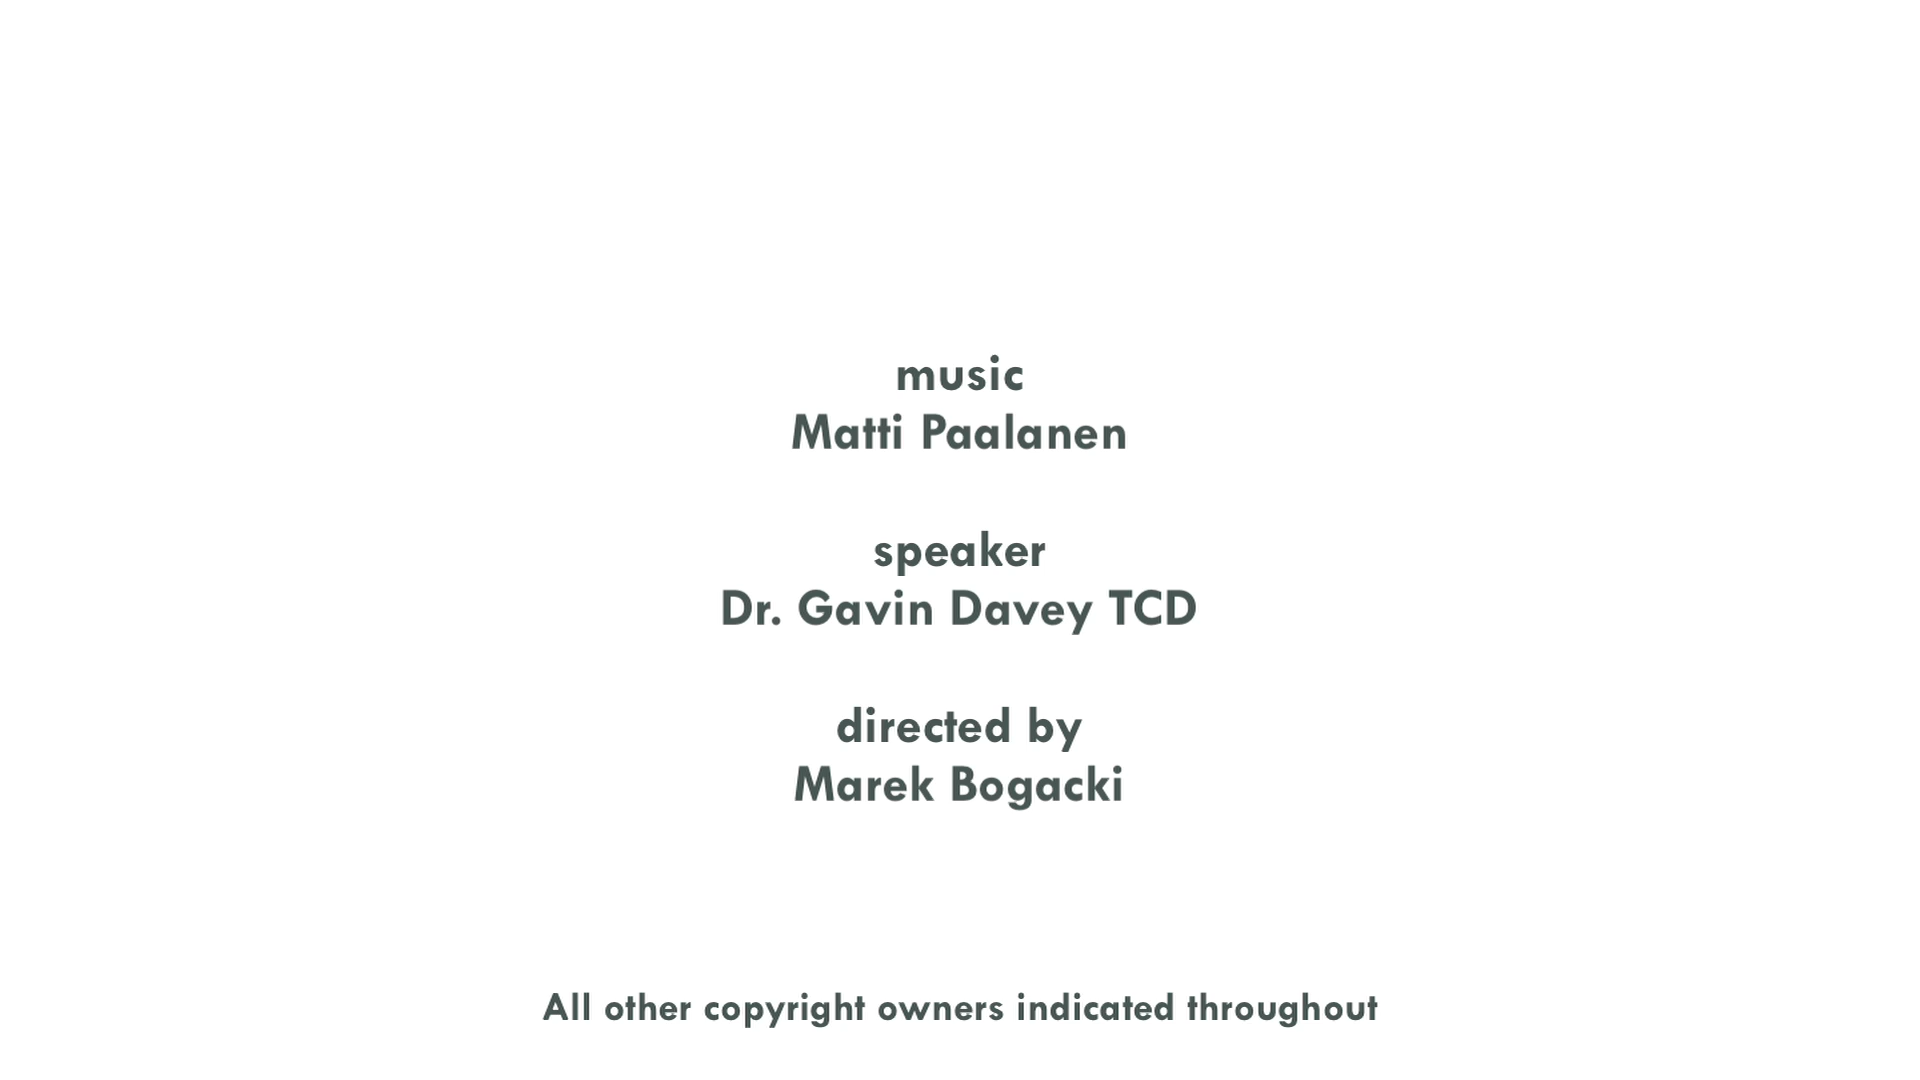 music
Matti Paalanen
speaker
Dr. Gavin Davey TCD
directed by
Marek Bogacki
All other copyright owners indicated throughout